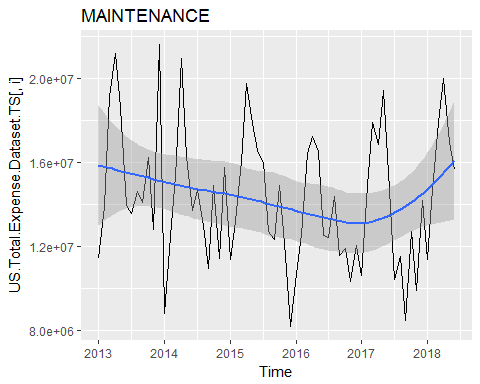 MAINTENANCE
US.Total.Expense.Dataset.TS[, i]
2.0e+07
1.6e+07
1.2e+07
8.0e+06
2013 2014 2015 2016 2017 2018
Time